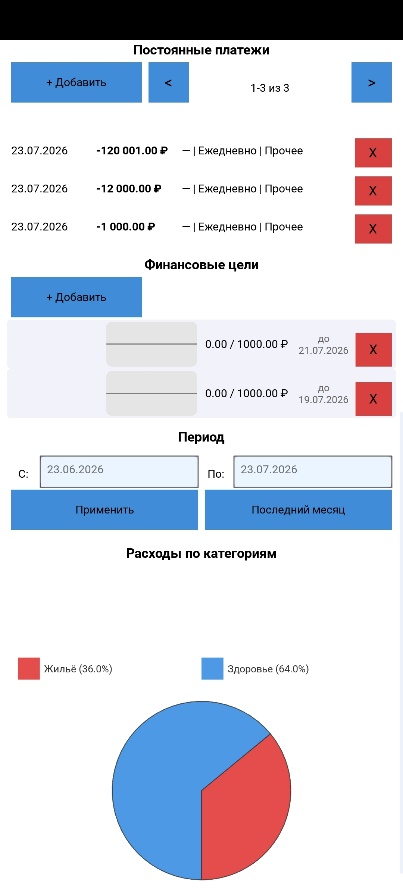 Постоянные платежи
+ Добавить < 1-3 из 3 >
23.07.2026 -120 001.00 ₽ — | Ежедневно | Прочее X
23.07.2026 -12 000.00 ₽ — | Ежедневно | Прочее X
23.07.2026 -1 000.00 ₽ — | Ежедневно | Прочее X
Финансовые цели
+ Добавить
0.00 / 1000.00 ₽ до 21.07.2026 X
0.00 / 1000.00 ₽ до 19.07.2026 X
Период
С: 23.06.2026 По: 23.07.2026
Применить Последний месяц
Расходы по категориям
Жильё (36.0%) Здоровье (64.0%)